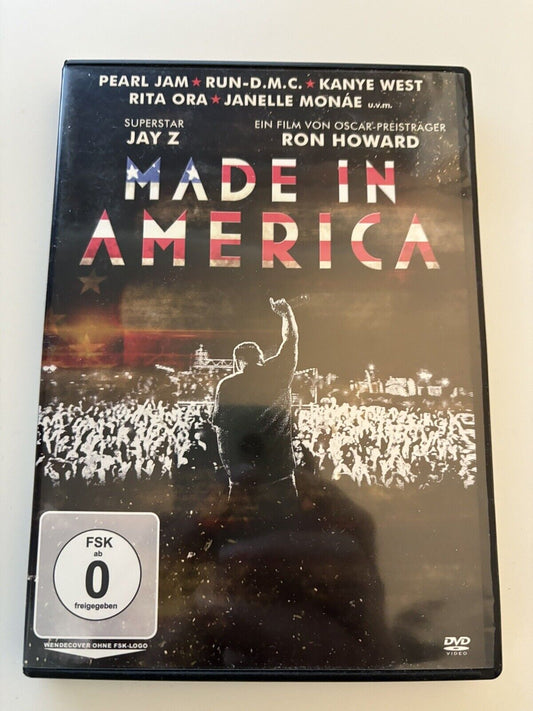 PEARL JAM ★ RUN-D.M.C. ★ KANYE WEST
RITA ORA ★ JANELLE MONÁE u.v.m.
SUPERSTAR
JAY Z
EIN FILM VON OSCAR-PREISTRÄGER
RON HOWARD
MADE IN
AMERICA
FSK
ab
0
freigegeben
WENDECOVER OHNE FSK-LOGO
DVD
VIDEO